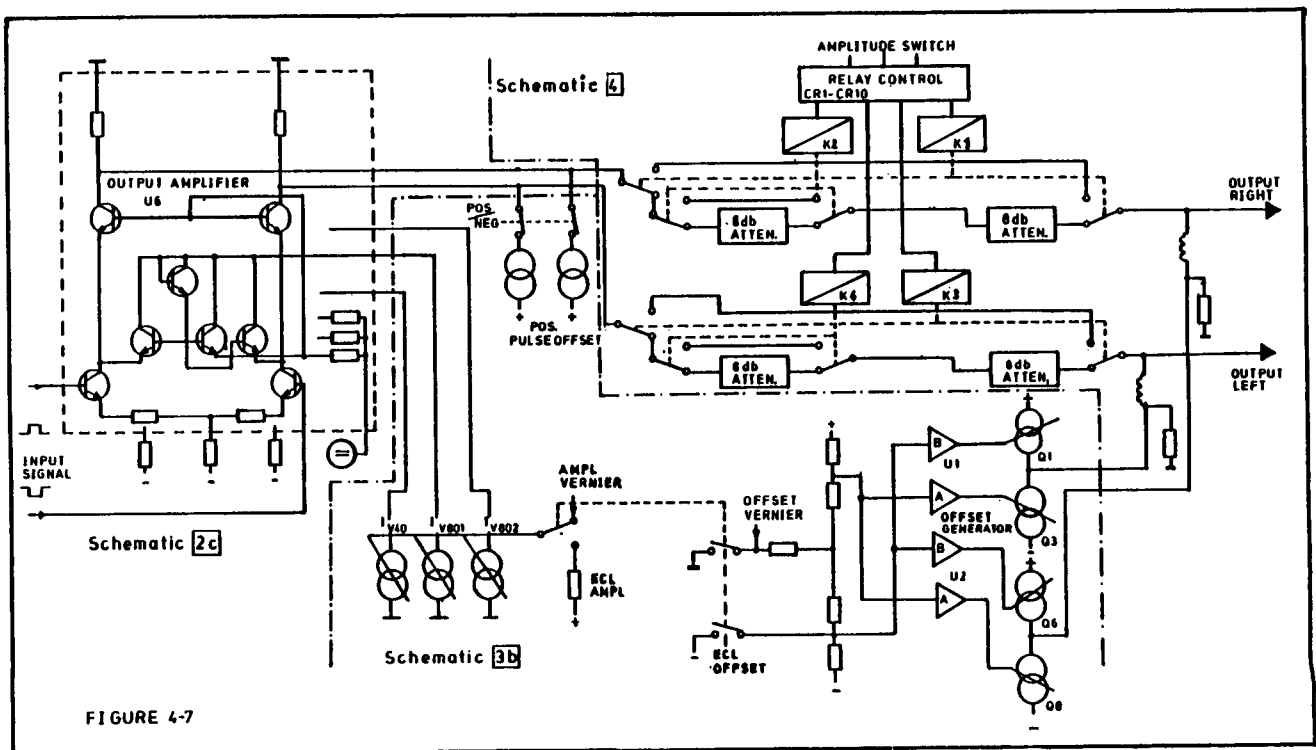 AMPLITUDE SWITCH
Schematic 4
RELAY CONTROL
CR1-CR10
K2
K1
OUTPUT AMPLIFIER
U6
OUTPUT
RIGHT
POS
NEG
6db
ATTEN.
6db
ATTEN.
K4
K3
+ +
POS.
PULSE OFFSET
6db
ATTEN.
6db
ATTEN.
OUTPUT
LEFT
INPUT
SIGNAL
- - -
=
AMPL
VERNIER
+
+
B
U1
Q1
OFFSET
VERNIER
A
OFFSET
GENERATOR
Q3
-
+
Schematic 2c
V40
V801
V802
B
U2
A
Q6
ECL
AMPL
+
-
ECL
OFFSET
-
Q8
-
Schematic 3b
FIGURE 4-7